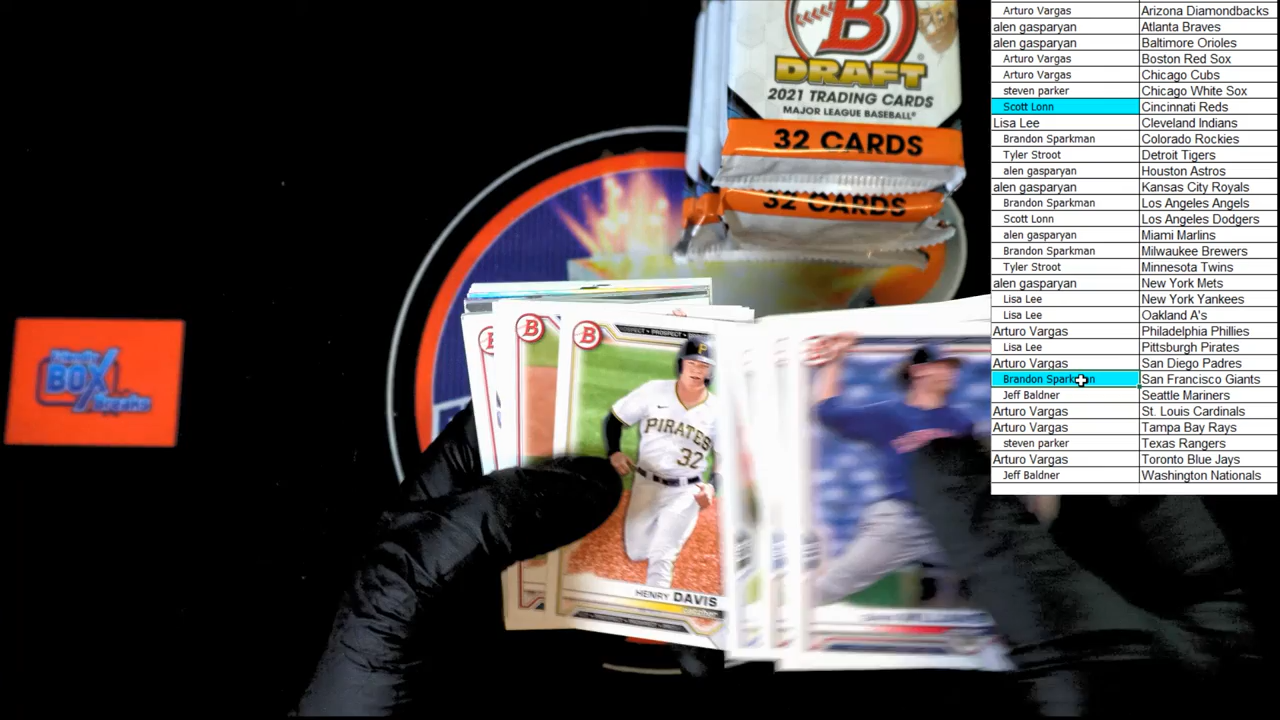 B
DRAFT
2021 TRADING CARDS
MAJOR LEAGUE BASEBALL
32 CARDS
32 CARDS
BOX
Breaks
B
B
B
PROSPECT • PROSPECT
PIRATES
32
HENRY DAVIS
Arturo Vargas Arizona Diamondbacks
alen gasparyan Atlanta Braves
alen gasparyan Baltimore Orioles
Arturo Vargas Boston Red Sox
Arturo Vargas Chicago Cubs
steven parker Chicago White Sox
Scott Lonn Cincinnati Reds
Lisa Lee Cleveland Indians
Brandon Sparkman Colorado Rockies
Tyler Stroot Detroit Tigers
alen gasparyan Houston Astros
alen gasparyan Kansas City Royals
Brandon Sparkman Los Angeles Angels
Scott Lonn Los Angeles Dodgers
alen gasparyan Miami Marlins
Brandon Sparkman Milwaukee Brewers
Tyler Stroot Minnesota Twins
alen gasparyan New York Mets
Lisa Lee New York Yankees
Lisa Lee Oakland A's
Arturo Vargas Philadelphia Phillies
Lisa Lee Pittsburgh Pirates
Arturo Vargas San Diego Padres
Brandon Sparkman San Francisco Giants
Jeff Baldner Seattle Mariners
Arturo Vargas St. Louis Cardinals
Arturo Vargas Tampa Bay Rays
steven parker Texas Rangers
Arturo Vargas Toronto Blue Jays
Jeff Baldner Washington Nationals